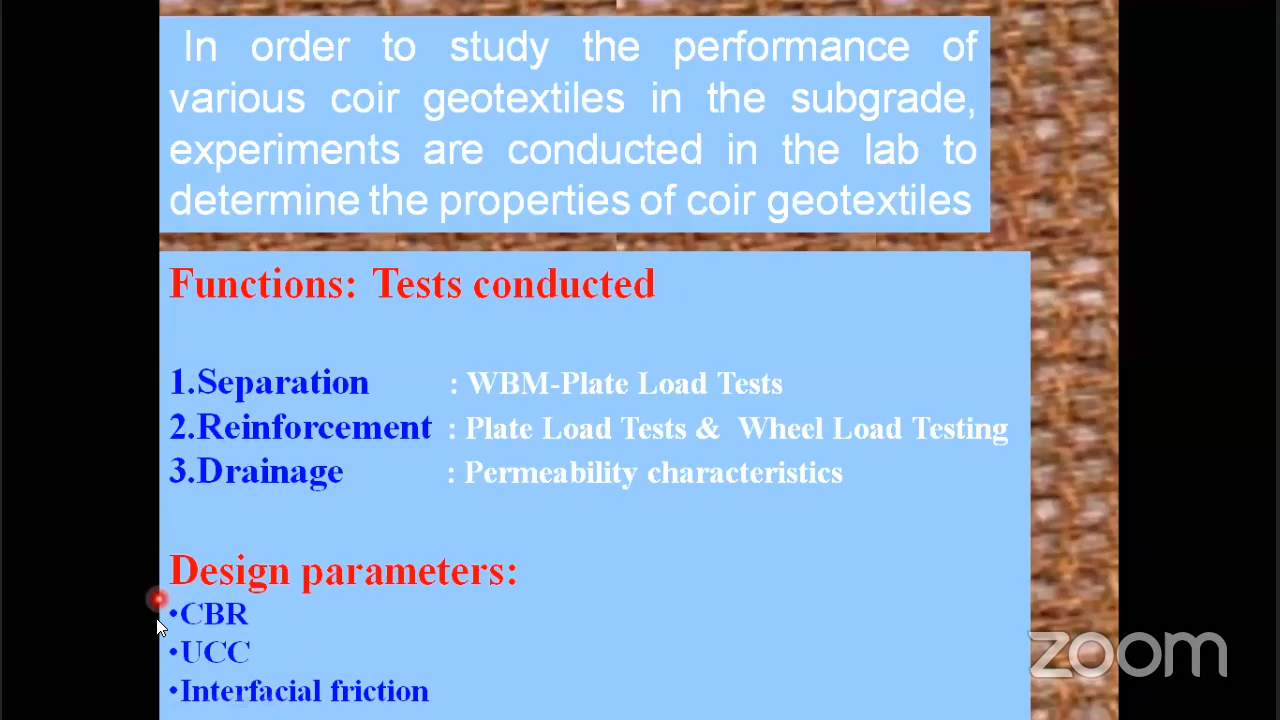 In order to study the performance of
various coir geotextiles in the subgrade,
experiments are conducted in the lab to
determine the properties of coir geotextiles
Functions: Tests conducted
1.Separation : WBM-Plate Load Tests
2.Reinforcement : Plate Load Tests & Wheel Load Testing
3.Drainage : Permeability characteristics
Design parameters:
•CBR
•UCC
•Interfacial friction
zoom